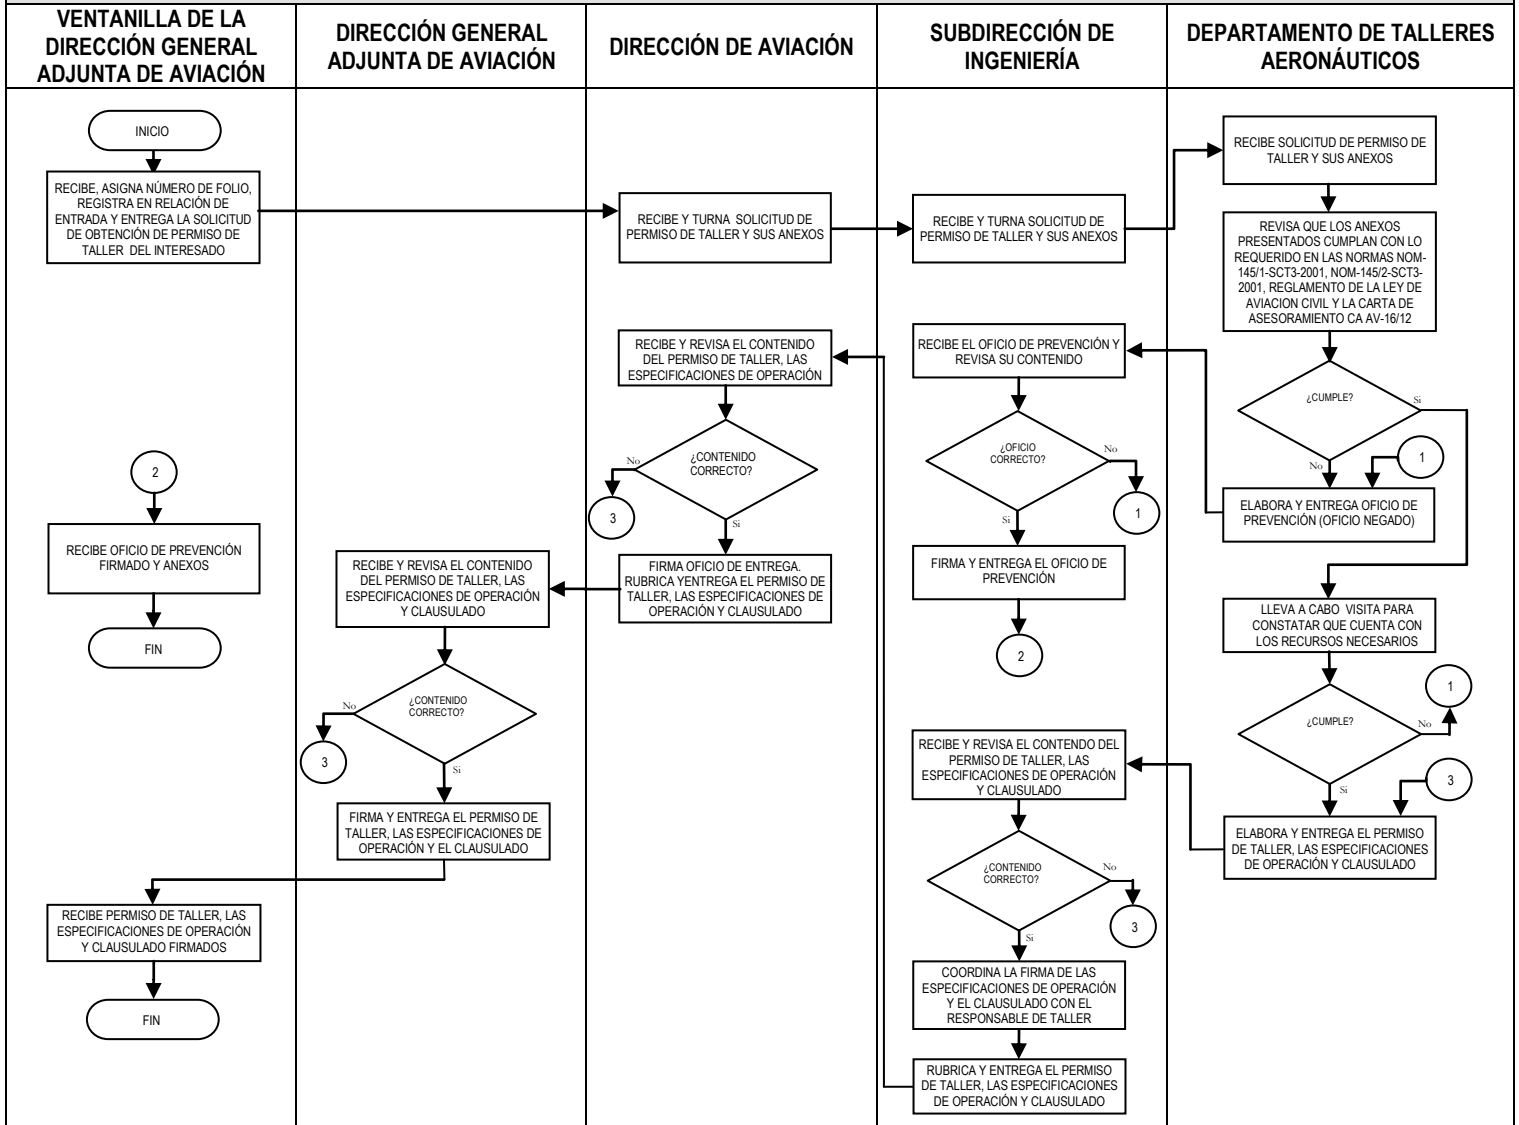 VENTANILLA DE LA
DIRECCIÓN GENERAL
ADJUNTA DE AVIACIÓN
DIRECCIÓN GENERAL
ADJUNTA DE AVIACIÓN
DIRECCIÓN DE AVIACIÓN
SUBDIRECCIÓN DE
INGENIERÍA
DEPARTAMENTO DE TALLERES
AERONÁUTICOS
INICIO
RECIBE, ASIGNA NÚMERO DE FOLIO,
REGISTRA EN RELACIÓN DE
ENTRADA Y ENTREGA LA SOLICITUD
DE OBTENCIÓN DE PERMISO DE
TALLER DEL INTERESADO
2
RECIBE OFICIO DE PREVENCIÓN
FIRMADO Y ANEXOS
FIN
RECIBE PERMISO DE TALLER, LAS
ESPECIFICACIONES DE OPERACIÓN
Y CLAUSULADO FIRMADOS
FIN
RECIBE Y REVISA EL CONTENIDO
DEL PERMISO DE TALLER, LAS
ESPECIFICACIONES DE OPERACIÓN
Y CLAUSULADO
¿CONTENIDO
CORRECTO?
No
3
Si
FIRMA Y ENTREGA EL PERMISO DE
TALLER, LAS ESPECIFICACIONES DE
OPERACIÓN Y EL CLAUSULADO
RECIBE Y TURNA SOLICITUD DE
PERMISO DE TALLER Y SUS ANEXOS
RECIBE Y REVISA EL CONTENIDO
DEL PERMISO DE TALLER, LAS
ESPECIFICACIONES DE OPERACIÓN
¿CONTENIDO
CORRECTO?
No
3
Si
FIRMA OFICIO DE ENTREGA.
RUBRICA YENTREGA EL PERMISO DE
TALLER, LAS ESPECIFICACIONES DE
OPERACIÓN Y CLAUSULADO
RECIBE Y TURNA SOLICITUD DE
PERMISO DE TALLER Y SUS ANEXOS
RECIBE EL OFICIO DE PREVENCIÓN Y
REVISA SU CONTENIDO
¿OFICIO
CORRECTO?
No
1
Si
FIRMA Y ENTREGA EL OFICIO DE
PREVENCIÓN
2
RECIBE Y REVISA EL CONTENDO DEL
PERMISO DE TALLER, LAS
ESPECIFICACIONES DE OPERACIÓN
Y CLAUSULADO
¿CONTENIDO
CORRECTO?
No
3
Si
COORDINA LA FIRMA DE LAS
ESPECIFICACIONES DE OPERACIÓN
Y EL CLAUSULADO CON EL
RESPONSABLE DE TALLER
RUBRICA Y ENTREGA EL PERMISO
DE TALLER, LAS ESPECIFICACIONES
DE OPERACIÓN Y CLAUSULADO
RECIBE SOLICITUD DE PERMISO DE
TALLER Y SUS ANEXOS
REVISA QUE LOS ANEXOS
PRESENTADOS CUMPLAN CON LO
REQUERIDO EN LAS NORMAS NOM-
145/1-SCT3-2001, NOM-145/2-SCT3-
2001, REGLAMENTO DE LA LEY DE
AVIACION CIVIL Y LA CARTA DE
ASESORAMIENTO CA AV-16/12
¿CUMPLE?
Si
No
1
ELABORA Y ENTREGA OFICIO DE
PREVENCIÓN (OFICIO NEGADO)
LLEVA A CABO VISITA PARA
CONSTATAR QUE CUENTA CON
LOS RECURSOS NECESARIOS
1
¿CUMPLE?
No
Si
3
ELABORA Y ENTREGA EL PERMISO
DE TALLER, LAS ESPECIFICACIONES
DE OPERACIÓN Y CLAUSULADO